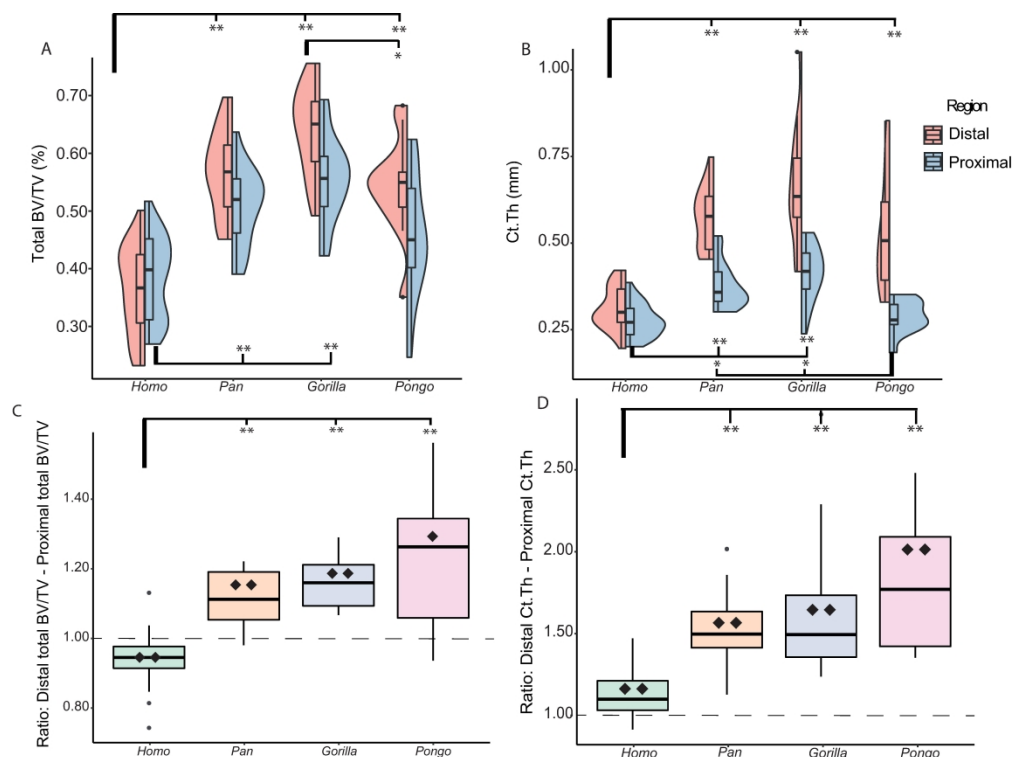 A
** ** **
*
Total BV/TV (%)
0.70
0.60
0.50
0.40
0.30
** **
Homo Pan Gorilla Pongo
B
** ** **
Ct.Th (mm)
1.00
0.75
0.50
0.25
** **
* *
Homo Pan Gorilla Pongo
Region
Distal
Proximal
C
** ** **
Ratio: Distal total BV/TV - Proximal total BV/TV
1.40
1.20
1.00
0.80
Homo Pan Gorilla Pongo
D
** ** **
Ratio: Distal Ct.Th - Proximal Ct.Th
2.50
2.00
1.50
1.00
Homo Pan Gorilla Pongo